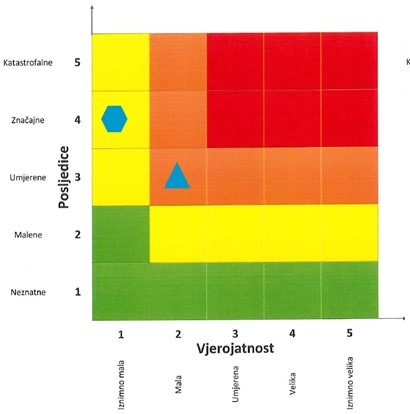 Katastrofalne 5
Značajne 4
Umjerene 3
Malene 2
Neznatne 1
Posljedice
1 2 3 4 5
Vjerojatnost
Iznimno mala
Mala
Umjerena
Velika
Iznimno velika
K